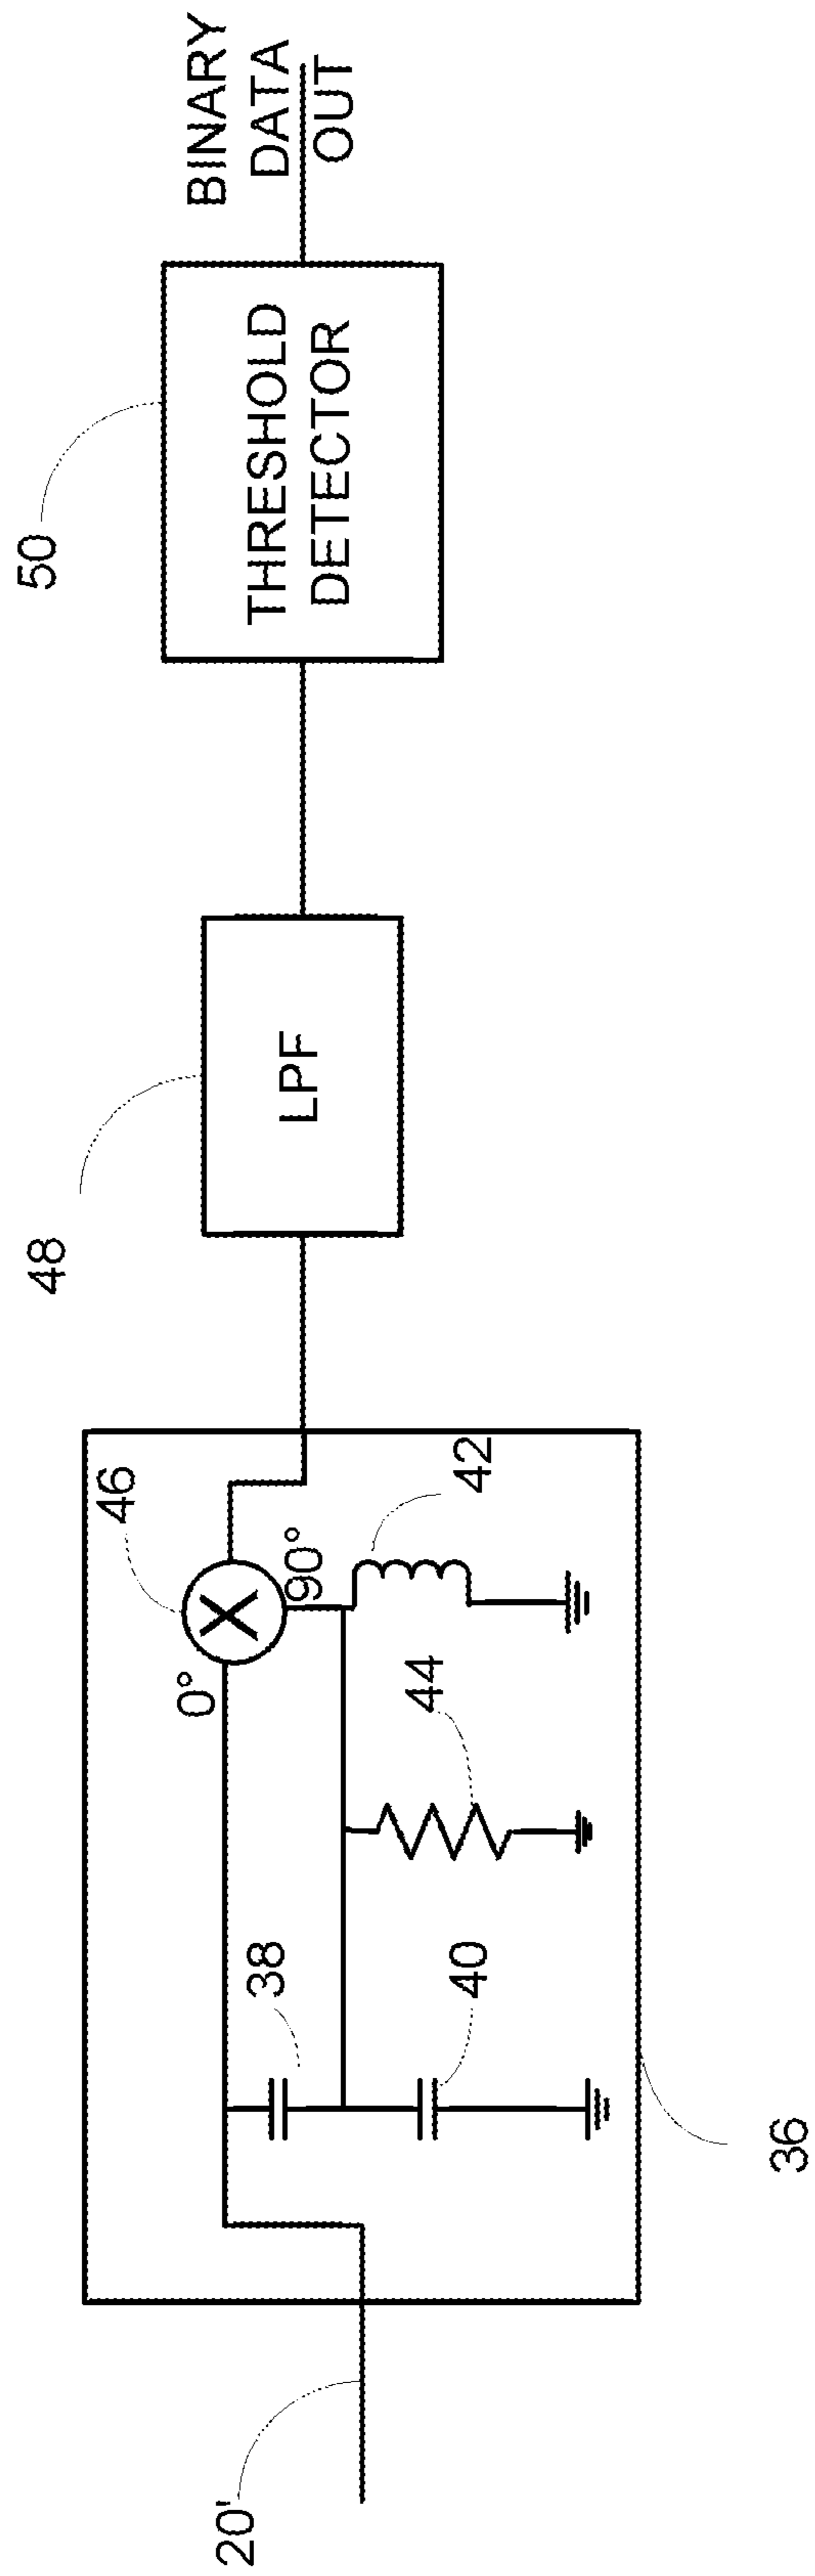 20'
36
38
40
44
42
0°
90°
46
X
48
LPF
50
THRESHOLD
DETECTOR
BINARY
DATA
OUT